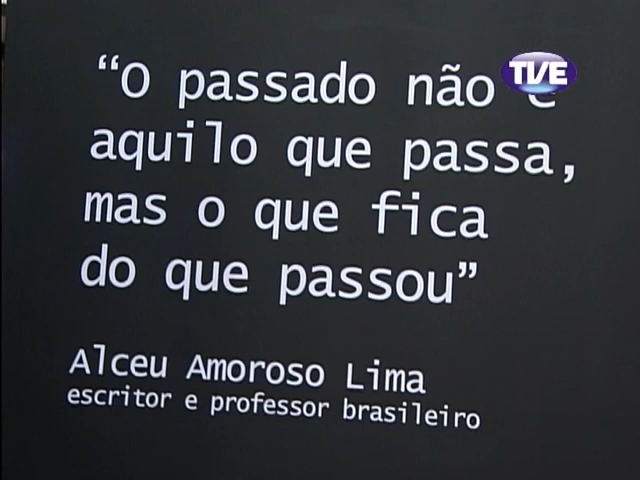 “O passado não é
aquilo que passa,
mas o que fica
do que passou”
Alceu Amoroso Lima
escritor e professor brasileiro
TVE